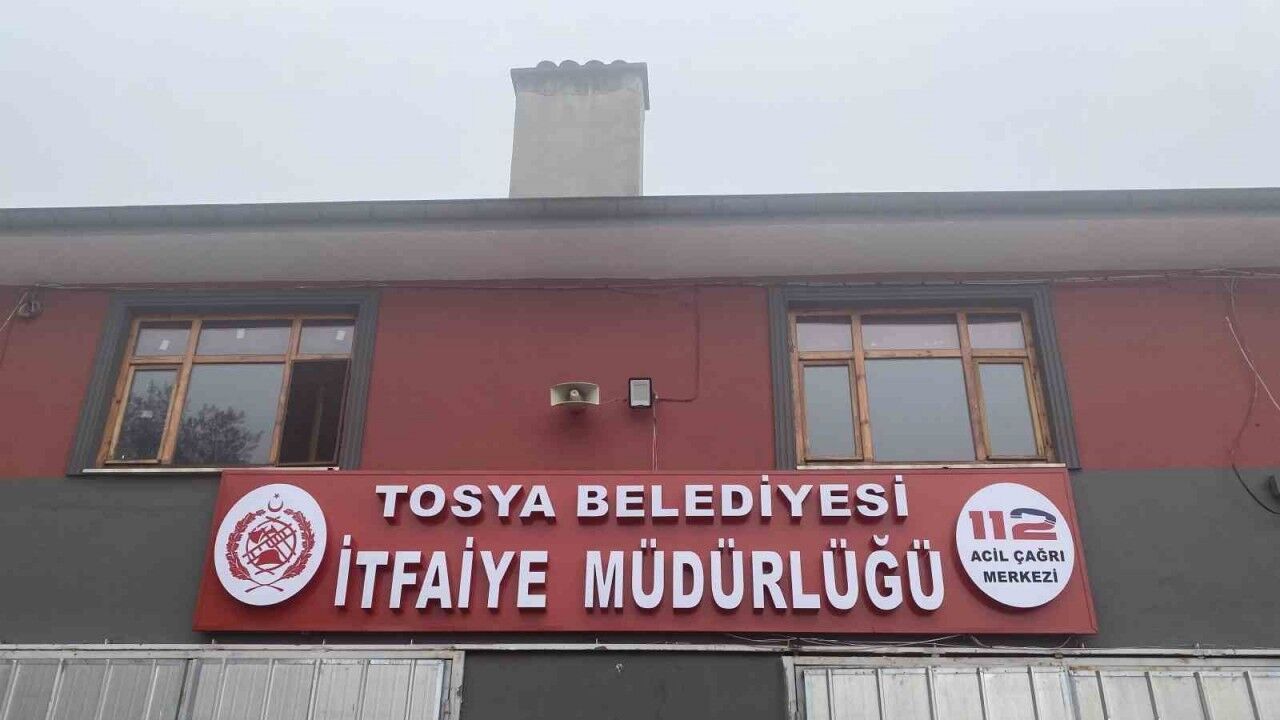 TOSYA BELEDİYESİ
İTFAİYE MÜDÜRLÜĞÜ
112
ACİL ÇAĞRI
MERKEZİ